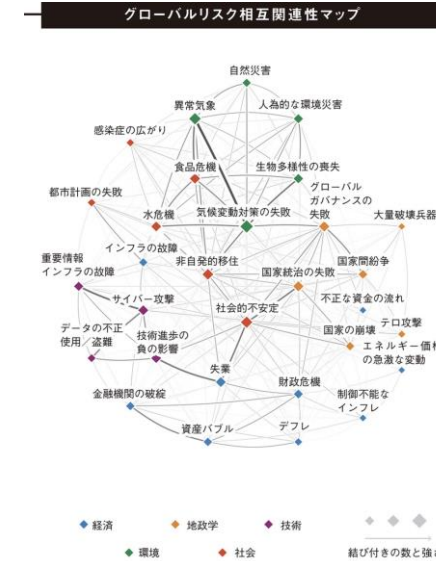 グローバルリスク相互関連性マップ
自然災害
異常気象
人為的な環境災害
感染症の広がり
食品危機
生物多様性の喪失
都市計画の失敗
グローバル
ガバナンスの
失敗
水危機
気候変動対策の失敗
大量破壊兵器
インフラの故障
重要情報
インフラの故障
非自発的移住
国家統治の失敗
国家間紛争
サイバー攻撃
社会的不安定
不正な資金の流れ
データの不正
使用／盗難
技術進歩の
負の影響
国家の崩壊
テロ攻撃
エネルギー価格
の急激な変動
失業
財政危機
金融機関の破綻
制御不能な
インフレ
資産バブル
デフレ
経済
地政学
技術
環境
社会
結び付きの数と強さ